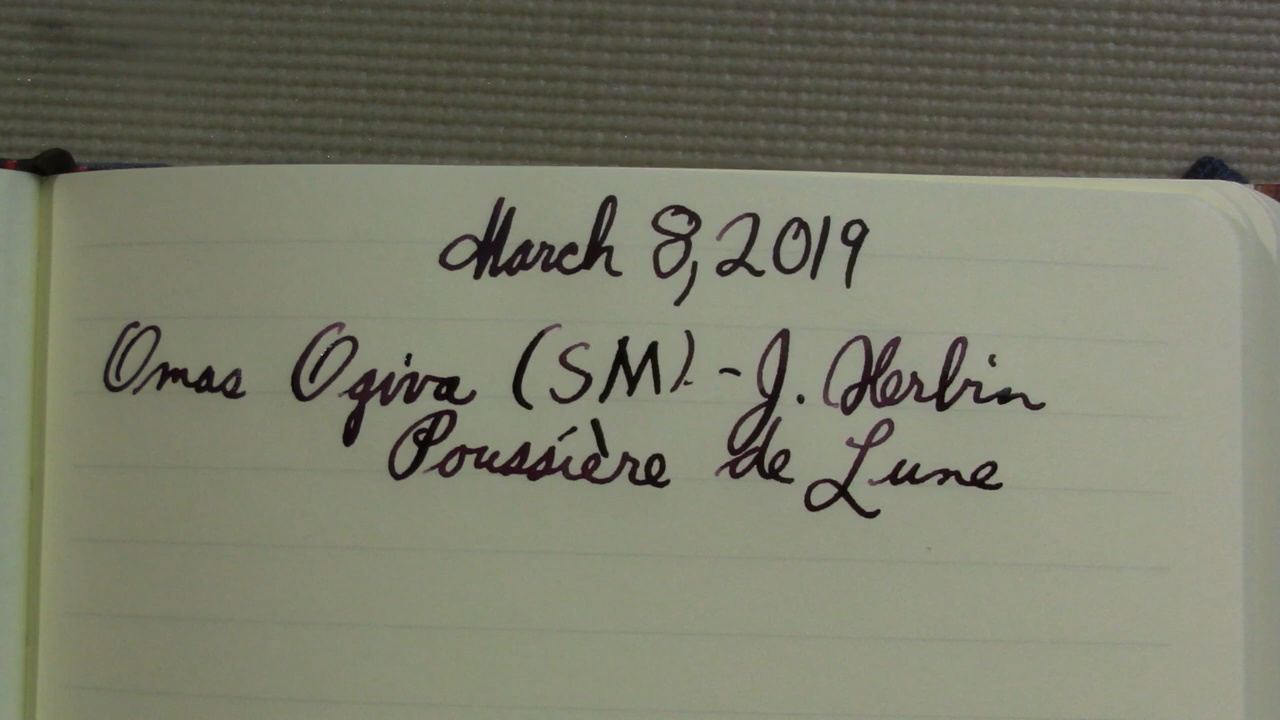 March 8, 2019
Omas Ogiva (SM) - J. Herbin
Poussière de Lune